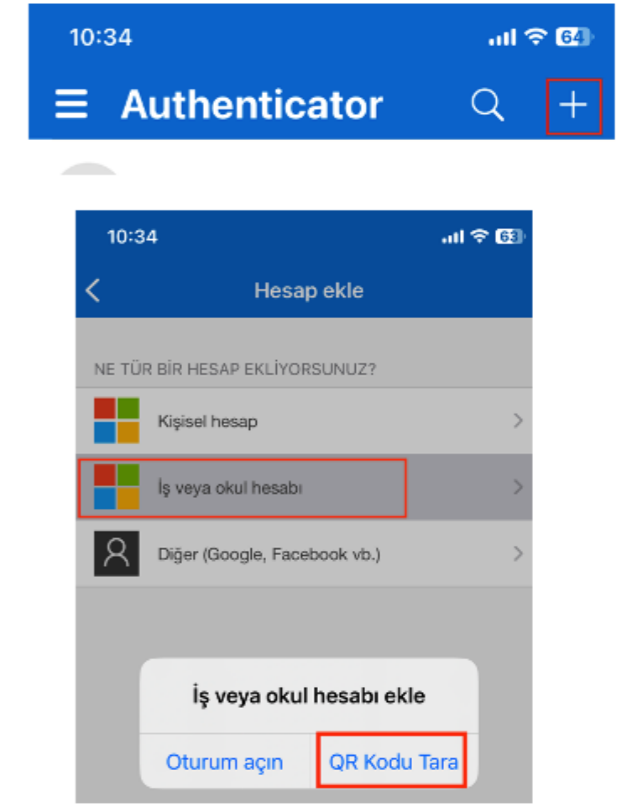 10:34
64
Authenticator
10:34
63
Hesap ekle
NE TÜR BİR HESAP EKLİYORSUNUZ?
Kişisel hesap
İş veya okul hesabı
Diğer (Google, Facebook vb.)
İş veya okul hesabı ekle
Oturum açın QR Kodu Tara